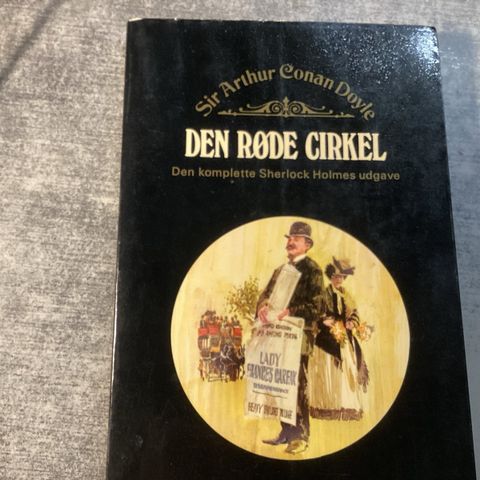 Sir Arthur Conan Doyle
DEN RØDE CIRKEL
Den komplette Sherlock Holmes udgave
LADY
FRANCES CARFAX